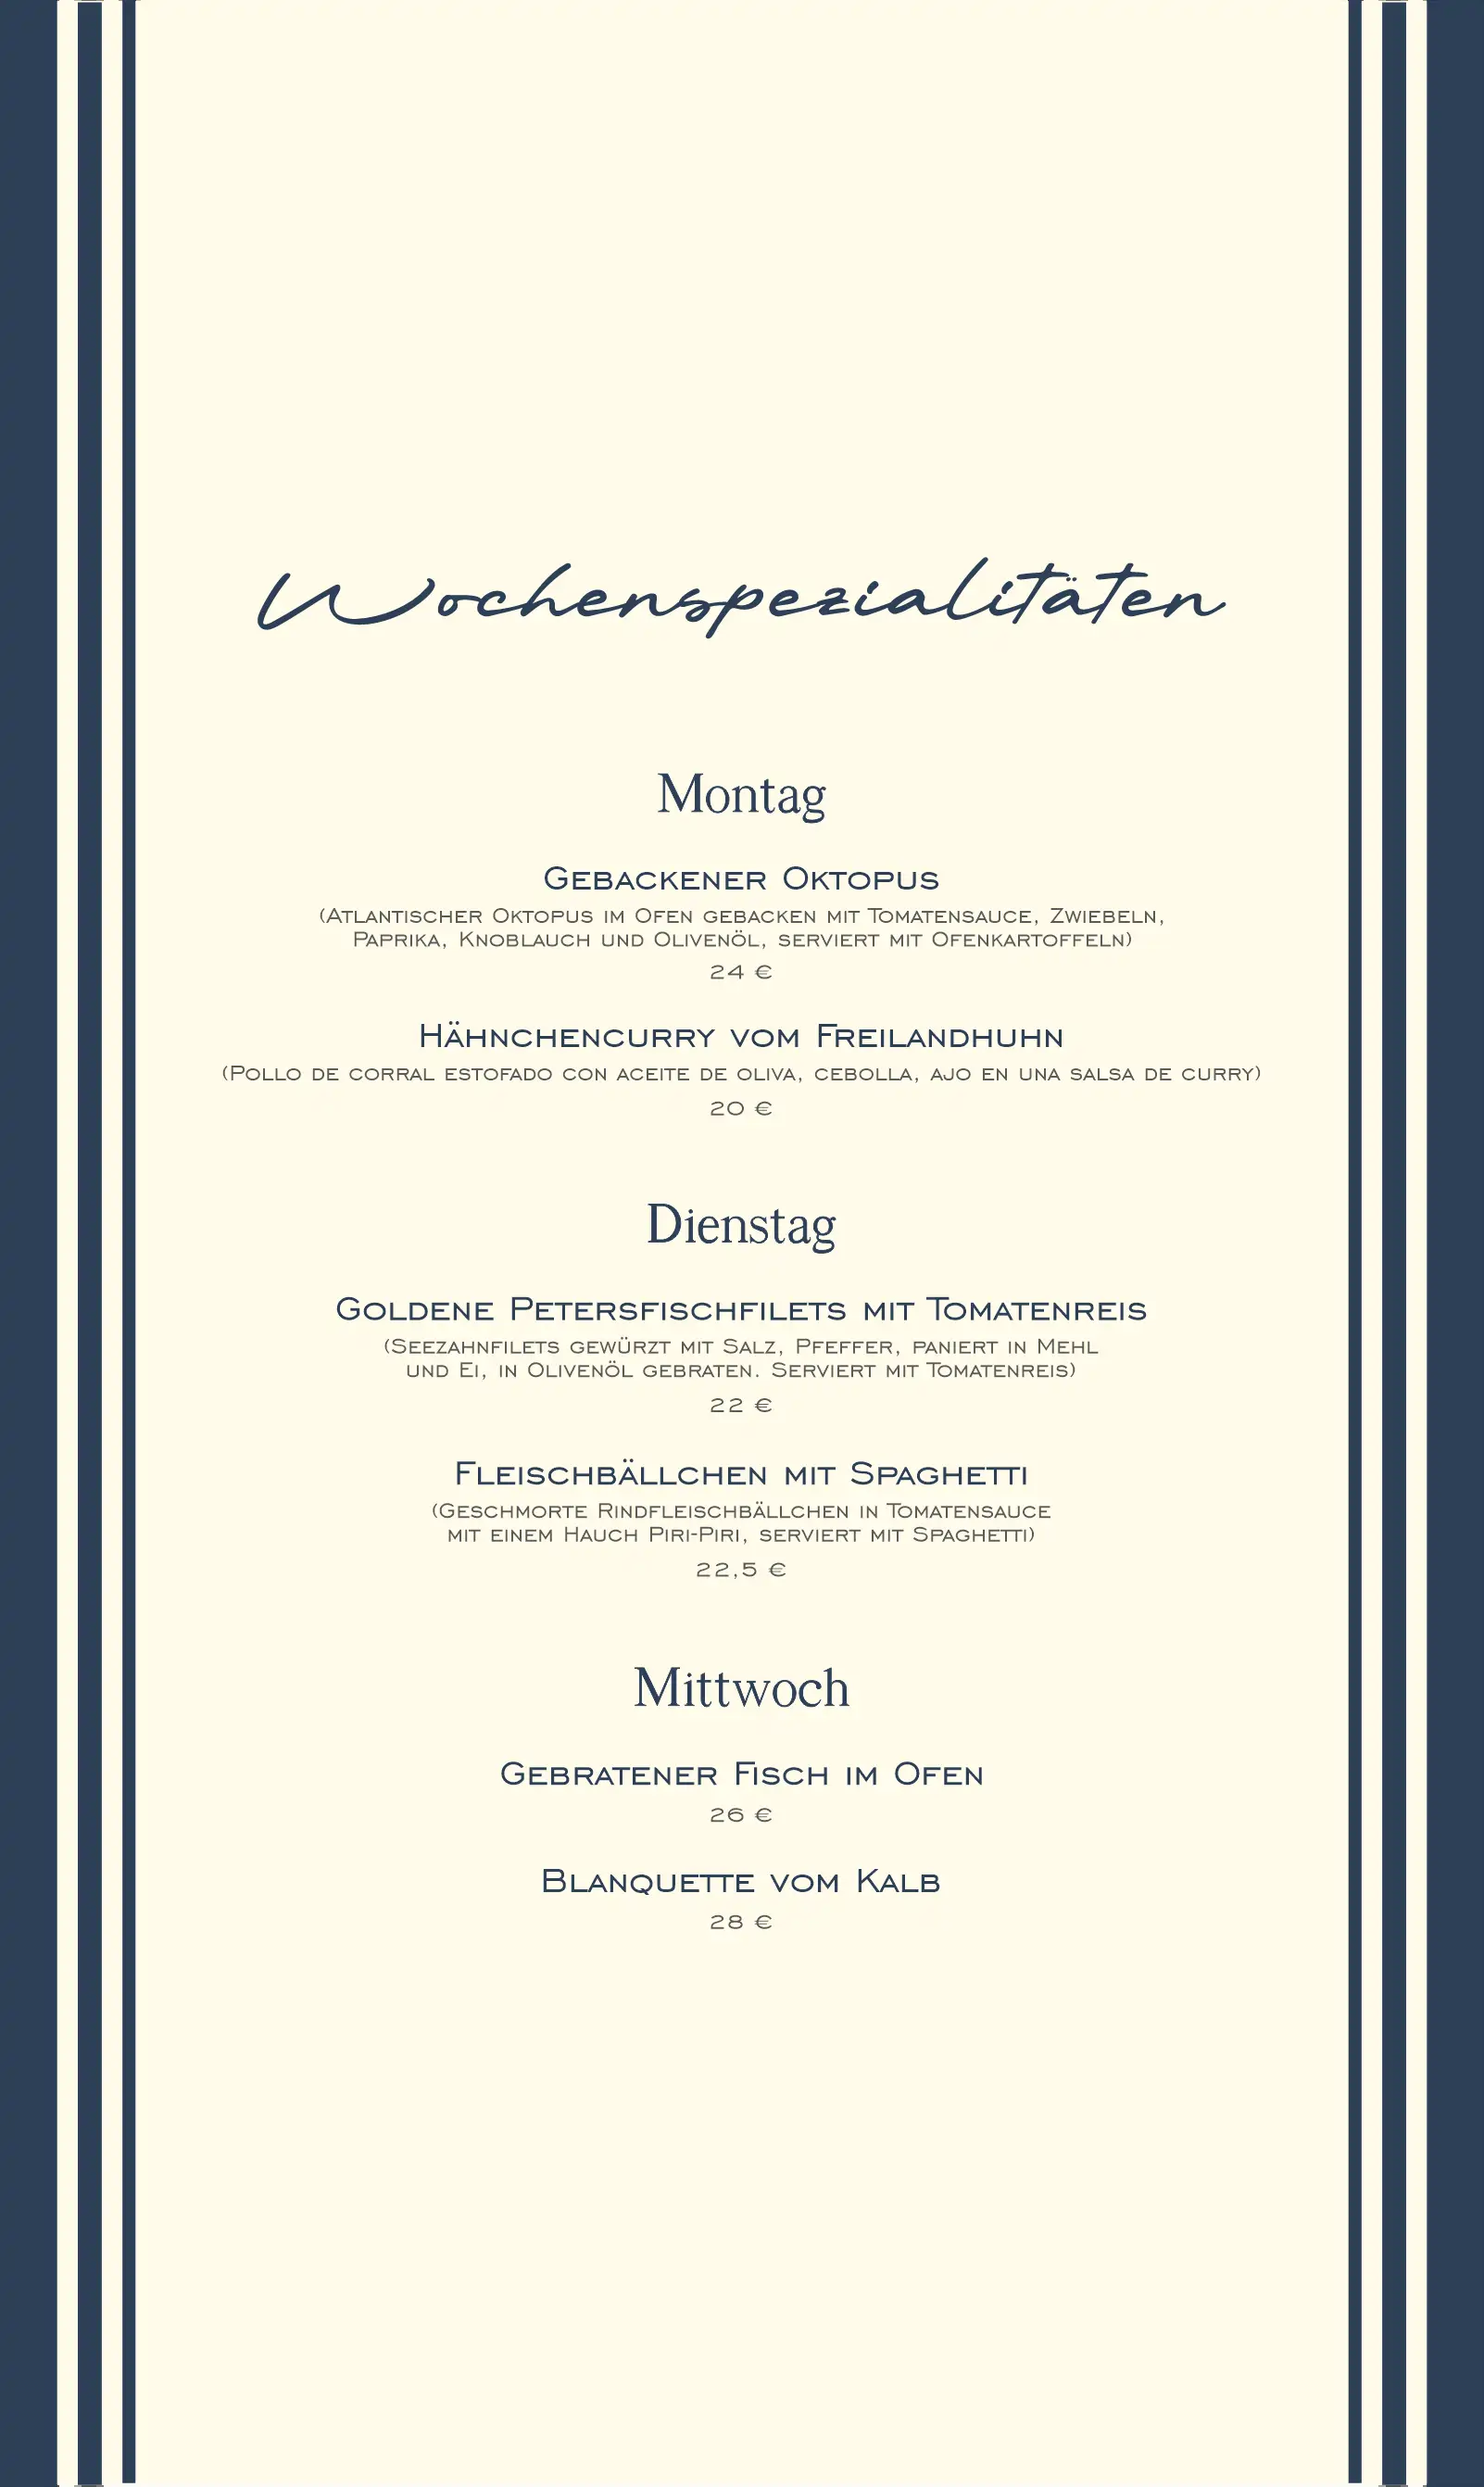 Wochenspezialitäten
Montag
Gebackener Oktopus
(Atlantischer Oktopus im Ofen gebacken mit Tomatensauce, Zwiebeln,
Paprika, Knoblauch und Olivenöl, serviert mit Ofenkartoffeln)
24 €
Hähnchencurry vom Freilandhuhn
(Pollo de corral estofado con aceite de oliva, cebolla, ajo en una salsa de curry)
20 €
Dienstag
Goldene Petersfischfilets mit Tomatenreis
(Seezahnfilets gewürzt mit Salz, Pfeffer, paniert in Mehl
und Ei, in Olivenöl gebraten. Serviert mit Tomatenreis)
22 €
Fleischbällchen mit Spaghetti
(Geschmorte Rindfleischbällchen in Tomatensauce
mit einem Hauch Piri-Piri, serviert mit Spaghetti)
22,5 €
Mittwoch
Gebratener Fisch im Ofen
26 €
Blanquette vom Kalb
28 €